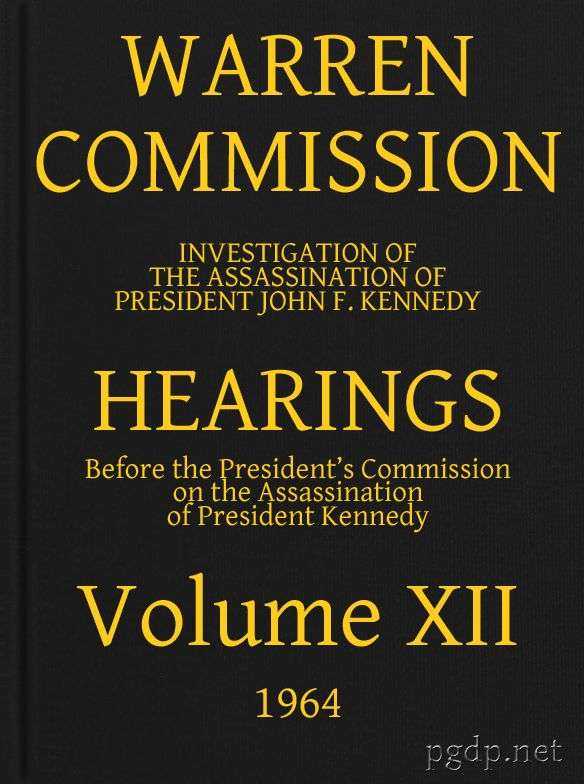 WARREN
COMMISSION
INVESTIGATION OF
THE ASSASSINATION OF
PRESIDENT JOHN F. KENNEDY
HEARINGS
Before the President’s Commission
on the Assassination
of President Kennedy
Volume XII
1964
pgdp.net